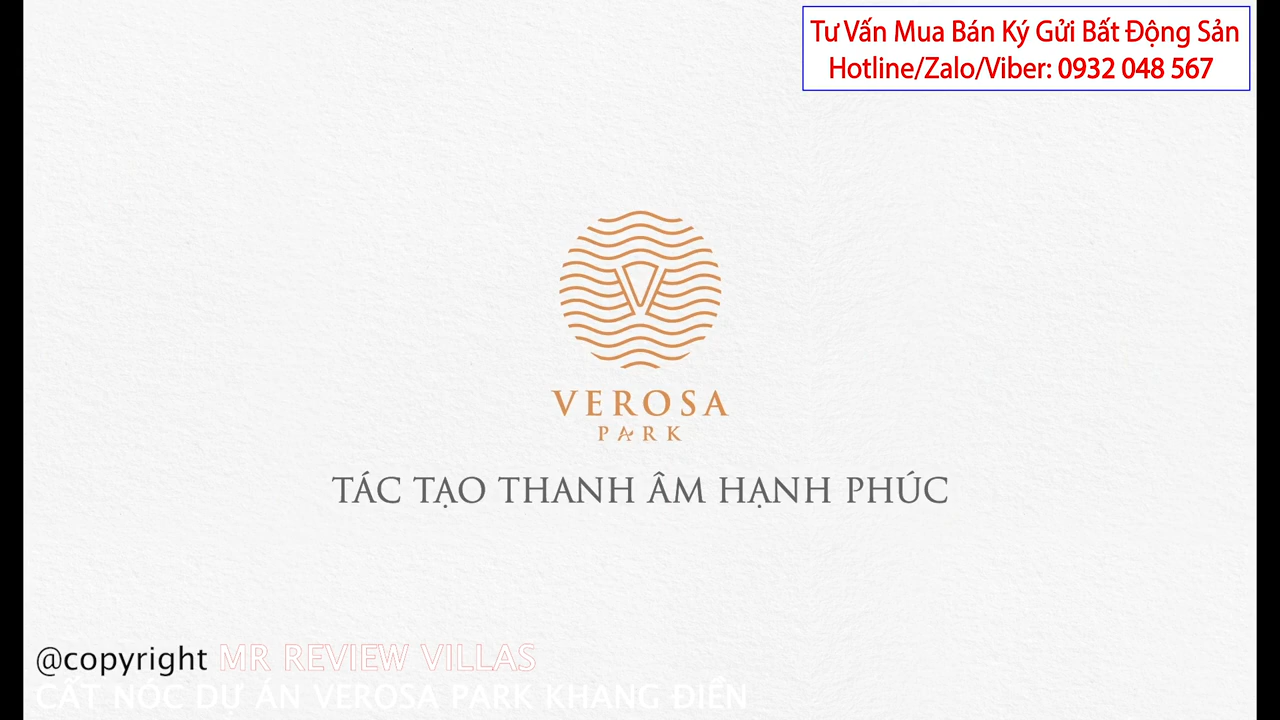 Tư Vấn Mua Bán Ký Gửi Bất Động Sản
Hotline/Zalo/Viber: 0932 048 567
VEROSA
PARK
TÁC TẠO THANH ÂM HẠNH PHÚC
@copyright MR REVIEW VILLAS
CẤT NÓC DỰ ÁN VEROSA PARK KHANG ĐIỀN